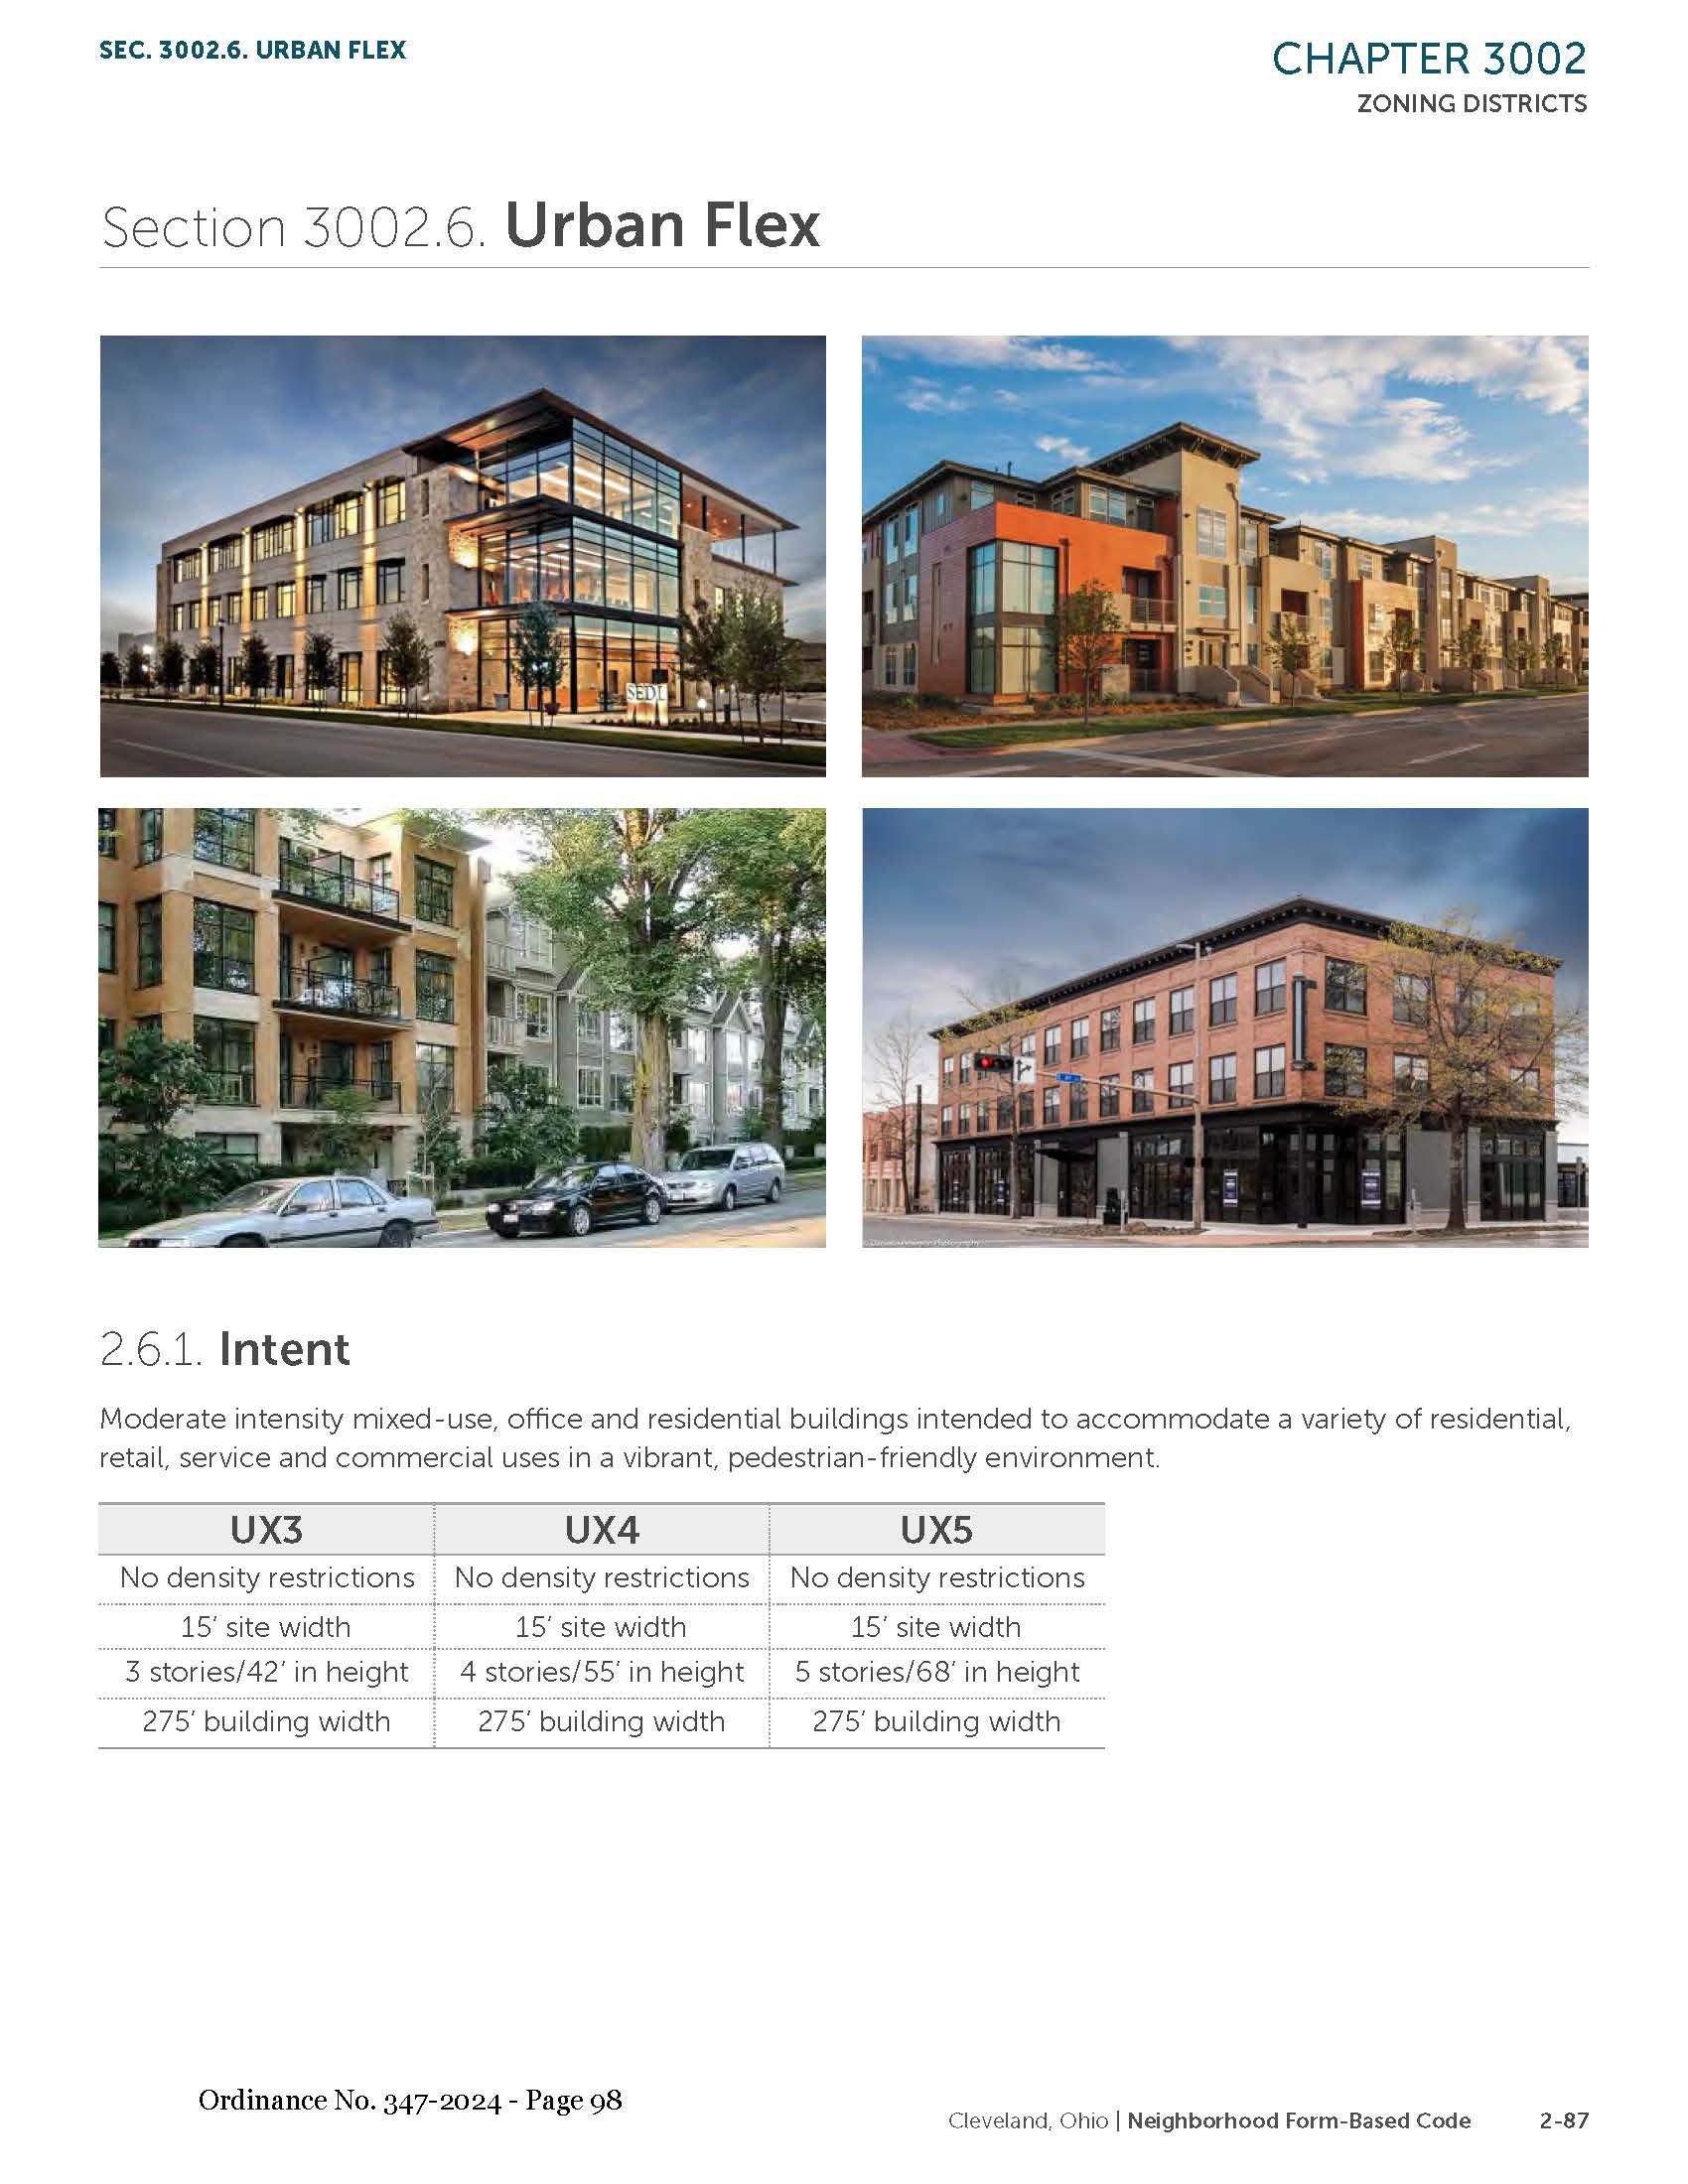 SEC. 3002.6. URBAN FLEX
CHAPTER 3002
ZONING DISTRICTS
Section 3002.6. Urban Flex
SEDL
2.6.1. Intent
Moderate intensity mixed-use, office and residential buildings intended to accommodate a variety of residential,
retail, service and commercial uses in a vibrant, pedestrian-friendly environment.
UX3 UX4 UX5
No density restrictions No density restrictions No density restrictions
15’ site width 15’ site width 15’ site width
3 stories/42’ in height 4 stories/55’ in height 5 stories/68’ in height
275’ building width 275’ building width 275’ building width
Ordinance No. 347-2024 - Page 98
Cleveland, Ohio | Neighborhood Form-Based Code 2-87